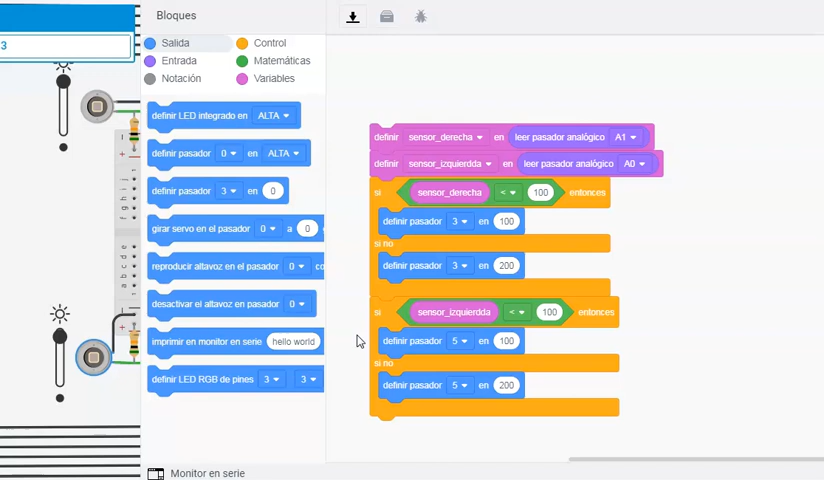 3
Bloques
Salida
Control
Entrada
Matemáticas
Notación
Variables
definir LED integrado en ALTA
definir pasador 0 en ALTA
definir pasador 3 en 0
girar servo en el pasador 0 a 0
reproducir altavoz en el pasador 0
desactivar el altavoz en pasador 0
imprimir en monitor en serie hello world
definir LED RGB de pines 3 3
definir sensor_derecha en leer pasador analógico A1
definir sensor_izquierdda en leer pasador analógico A0
si sensor_derecha < 100 entonces
definir pasador 3 en 100
si no
definir pasador 3 en 200
si sensor_izquierdda < 100 entonces
definir pasador 5 en 100
si no
definir pasador 5 en 200
Monitor en serie